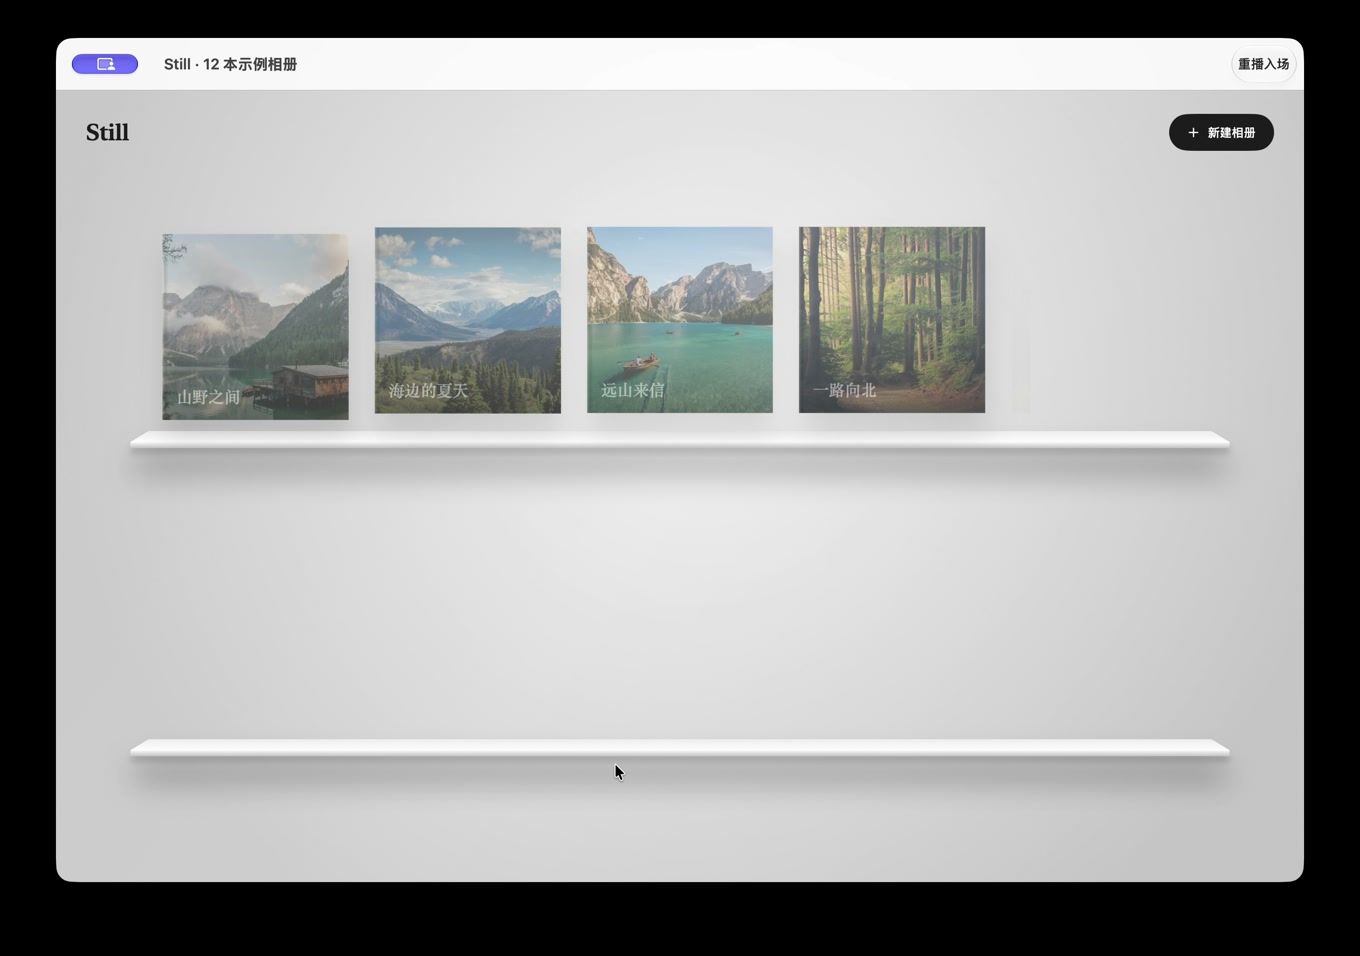 Still · 12 本示例相册
重播入场
Still
+ 新建相册
山野之间
海边的夏天
远山来信
一路向北